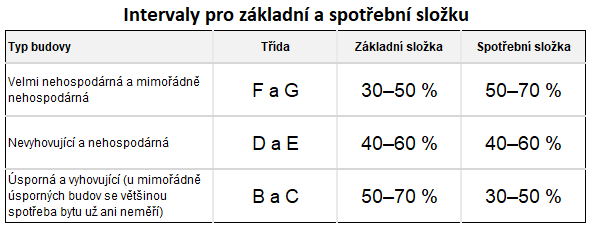 Intervaly pro základní a spotřební složku
Typ budovy Třída Základní složka Spotřební složka
Velmi nehospodárná a mimořádně
nehospodárná
F a G 30–50 % 50–70 %
Nevyhovující a nehospodárná D a E 40–60 % 40–60 %
Úsporná a vyhovující (u mimořádně
úsporných budov se většinou
spotřeba bytu už ani neměří)
B a C 50–70 % 30–50 %